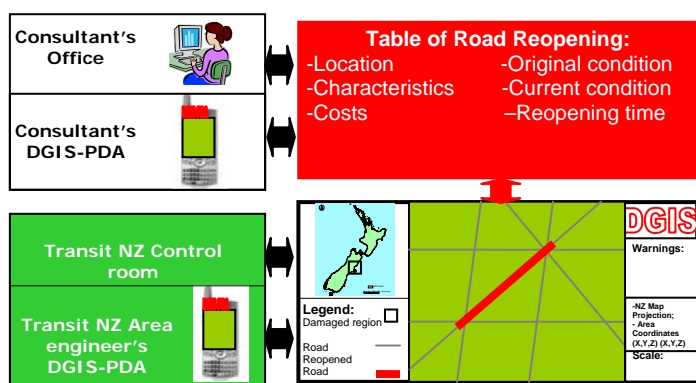 Consultant's
Office
Consultant's
DGIS-PDA
Table of Road Reopening:
-Location -Original condition
-Characteristics -Current condition
-Costs –Reopening time
Transit NZ Control
room
Transit NZ Area
engineer's
DGIS-PDA
Legend:
Damaged region
Road
Reopened
Road
DGIS
Warnings:
-NZ Map
Projection;
- Area
Coordinates
(X,Y,Z) (X,Y,Z)
Scale: